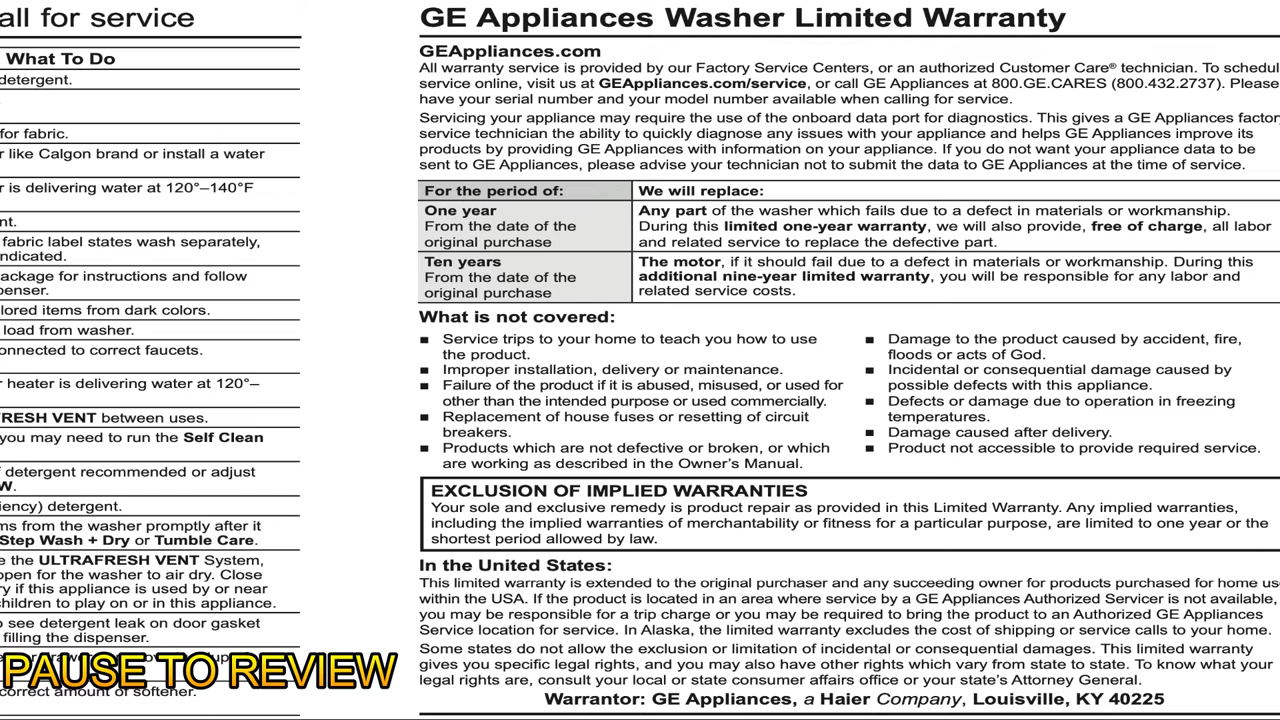 all for service
What To Do
detergent.
for fabric.
r like Calgon brand or install a water
r is delivering water at 120°–140°F
nt.
fabric label states wash separately,
ndicated.
ackage for instructions and follow
penser.
lored items from dark colors.
load from washer.
onnected to correct faucets.
r heater is delivering water at 120°–
FRESH VENT between uses.
you may need to run the Self Clean
f detergent recommended or adjust
W.
iency) detergent.
ms from the washer promptly after it
Step Wash + Dry or Tumble Care.
e the ULTRAFRESH VENT System,
open for the washer to air dry. Close
ry if this appliance is used by or near
children to play on or in this appliance.
o see detergent leak on door gasket
filling the dispenser.
PAUSE TO REVIEW
correct amount of softener.
GE Appliances Washer Limited Warranty
GEAppliances.com
All warranty service is provided by our Factory Service Centers, or an authorized Customer Care® technician. To schedul
service online, visit us at GEAppliances.com/service, or call GE Appliances at 800.GE.CARES (800.432.2737). Please
have your serial number and your model number available when calling for service.
Servicing your appliance may require the use of the onboard data port for diagnostics. This gives a GE Appliances factory
service technician the ability to quickly diagnose any issues with your appliance and helps GE Appliances improve its
products by providing GE Appliances with information on your appliance. If you do not want your appliance data to be
sent to GE Appliances, please advise your technician not to submit the data to GE Appliances at the time of service.
For the period of: We will replace:
One year
From the date of the
original purchase
Any part of the washer which fails due to a defect in materials or workmanship.
During this limited one-year warranty, we will also provide, free of charge, all labor
and related service to replace the defective part.
Ten years
From the date of the
original purchase
The motor, if it should fail due to a defect in materials or workmanship. During this
additional nine-year limited warranty, you will be responsible for any labor and
related service costs.
What is not covered:
■ Service trips to your home to teach you how to use
the product.
■ Improper installation, delivery or maintenance.
■ Failure of the product if it is abused, misused, or used for
other than the intended purpose or used commercially.
■ Replacement of house fuses or resetting of circuit
breakers.
■ Products which are not defective or broken, or which
are working as described in the Owner's Manual.
■ Damage to the product caused by accident, fire,
floods or acts of God.
■ Incidental or consequential damage caused by
possible defects with this appliance.
■ Defects or damage due to operation in freezing
temperatures.
■ Damage caused after delivery.
■ Product not accessible to provide required service.
EXCLUSION OF IMPLIED WARRANTIES
Your sole and exclusive remedy is product repair as provided in this Limited Warranty. Any implied warranties,
including the implied warranties of merchantability or fitness for a particular purpose, are limited to one year or the
shortest period allowed by law.
In the United States:
This limited warranty is extended to the original purchaser and any succeeding owner for products purchased for home us
within the USA. If the product is located in an area where service by a GE Appliances Authorized Servicer is not available,
you may be responsible for a trip charge or you may be required to bring the product to an Authorized GE Appliances
Service location for service. In Alaska, the limited warranty excludes the cost of shipping or service calls to your home.
Some states do not allow the exclusion or limitation of incidental or consequential damages. This limited warranty
gives you specific legal rights, and you may also have other rights which vary from state to state. To know what your
legal rights are, consult your local or state consumer affairs office or your state's Attorney General.
Warrantor: GE Appliances, a Haier Company, Louisville, KY 40225